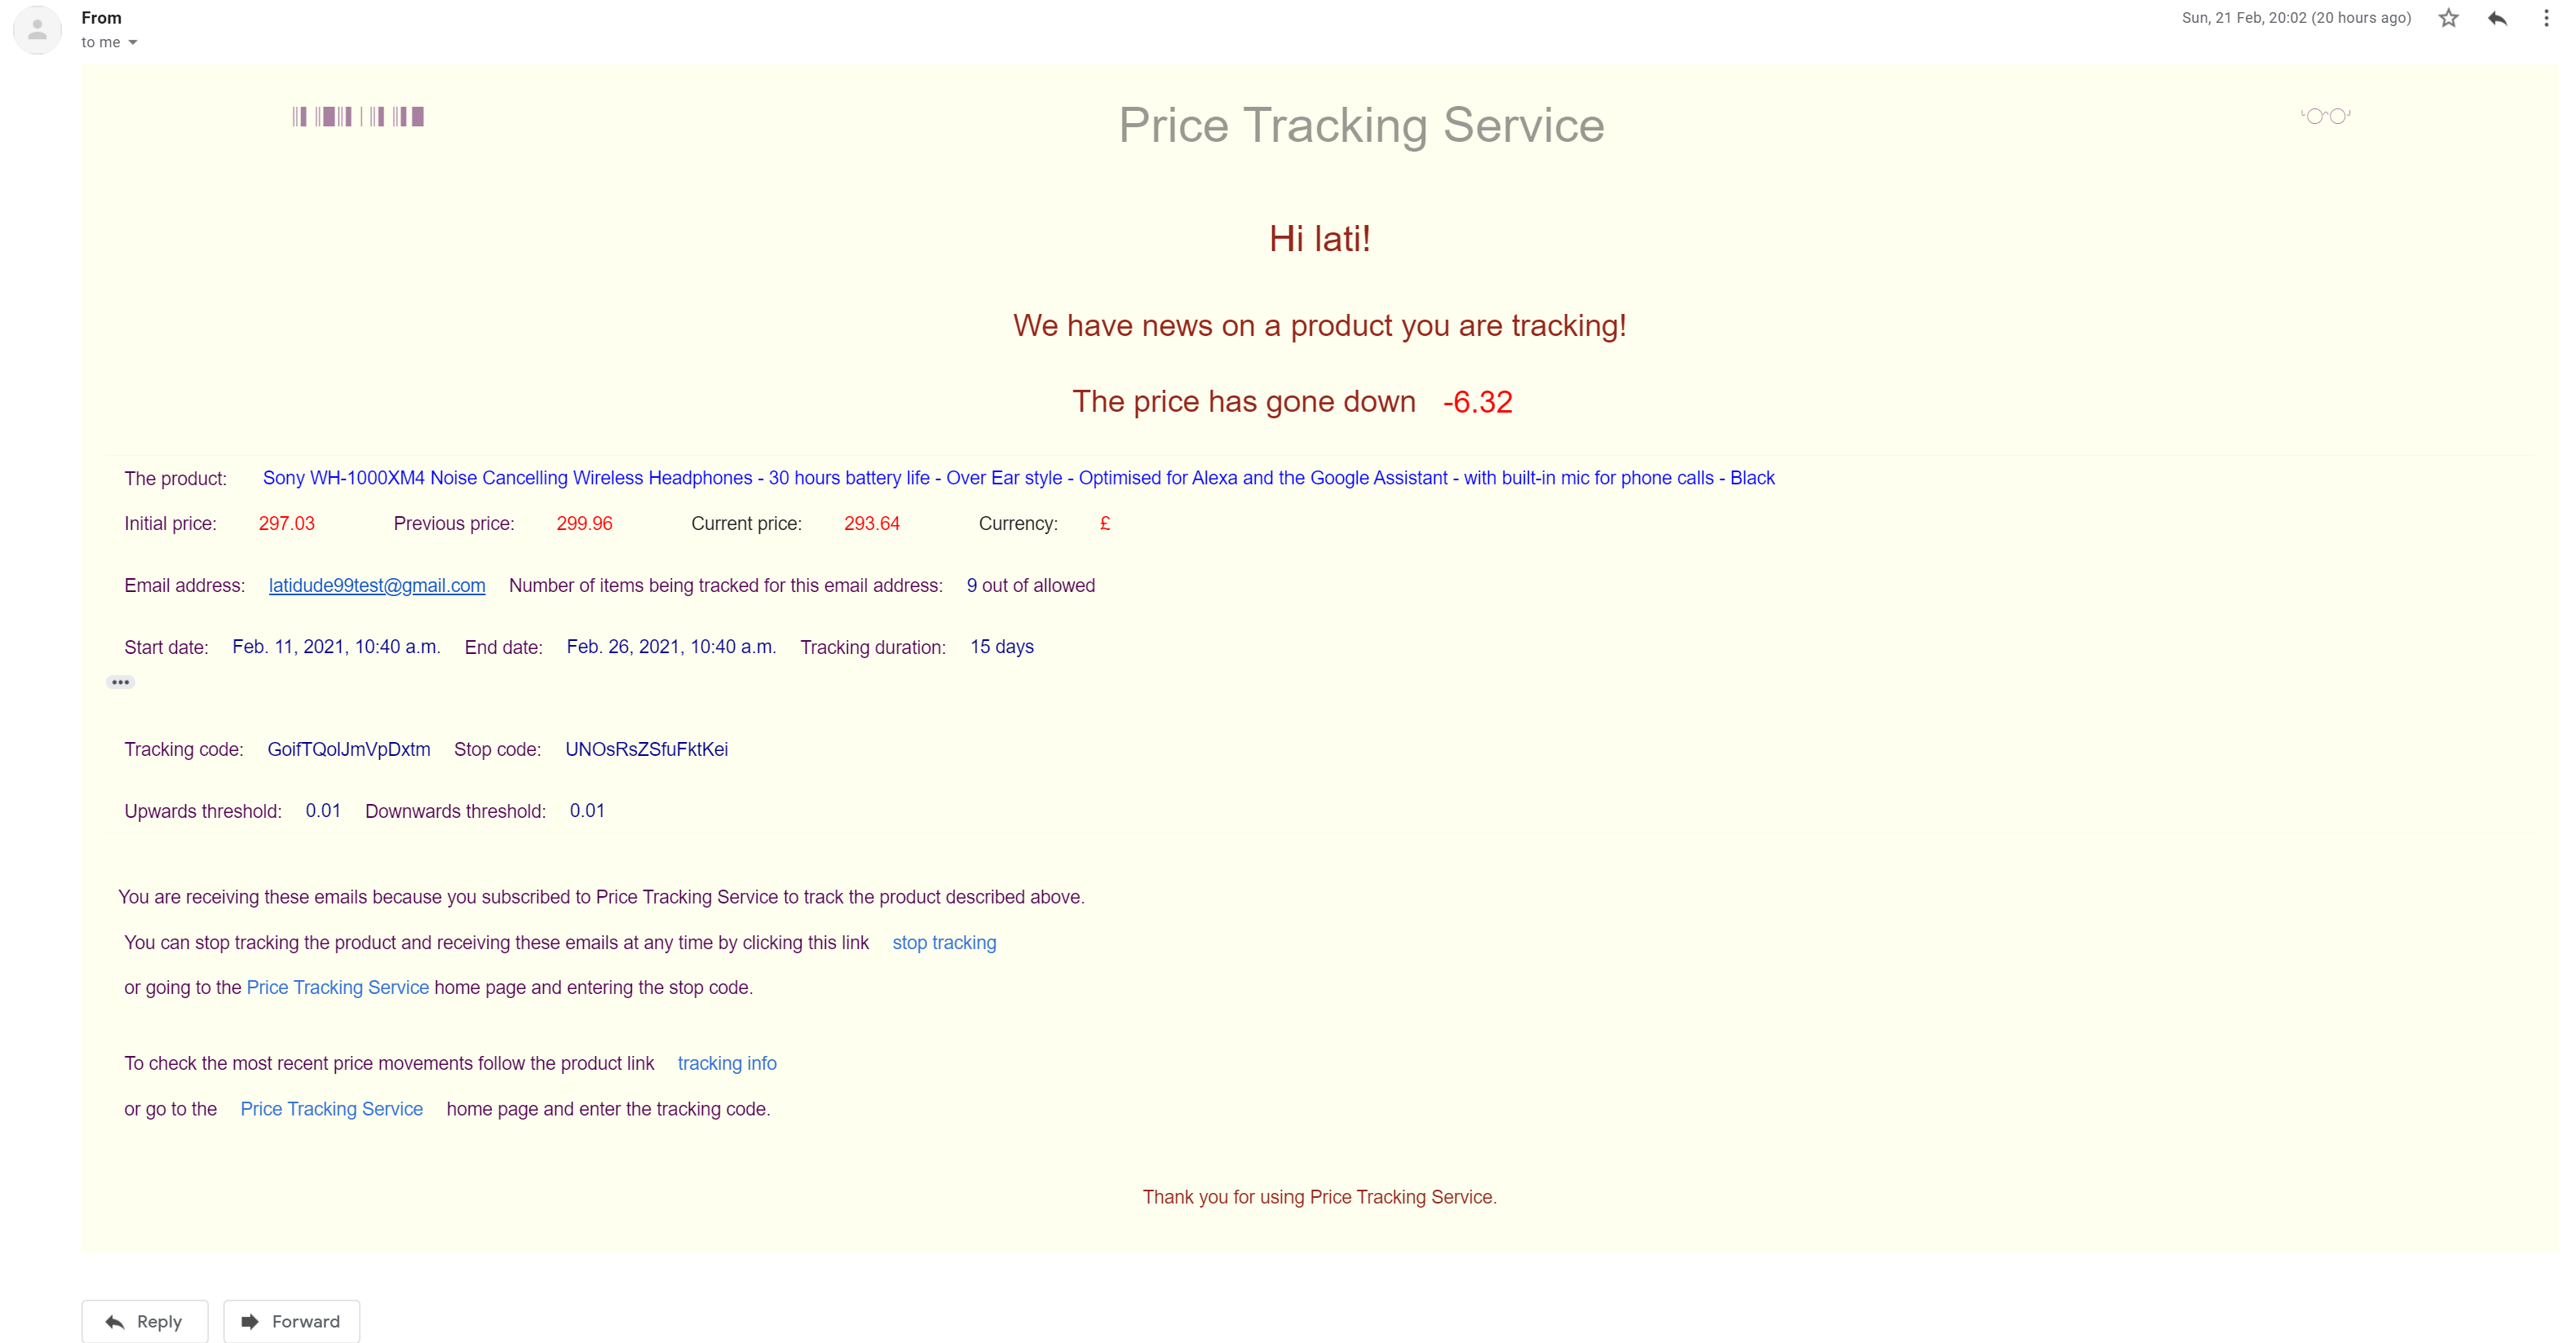 From
Sun, 21 Feb, 20:02 (20 hours ago)
to me
Price Tracking Service
Hi lati!
We have news on a product you are tracking!
The price has gone down -6.32
The product: Sony WH-1000XM4 Noise Cancelling Wireless Headphones - 30 hours battery life - Over Ear style - Optimised for Alexa and the Google Assistant - with built-in mic for phone calls - Black
Initial price: 297.03 Previous price: 299.96 Current price: 293.64 Currency: £
Email address: latidude99test@gmail.com Number of items being tracked for this email address: 9 out of allowed
Start date: Feb. 11, 2021, 10:40 a.m. End date: Feb. 26, 2021, 10:40 a.m. Tracking duration: 15 days
Tracking code: GoifTQolJmVpDxtm Stop code: UNOsRsZSfuFktKei
Upwards threshold: 0.01 Downwards threshold: 0.01
You are receiving these emails because you subscribed to Price Tracking Service to track the product described above.
You can stop tracking the product and receiving these emails at any time by clicking this link stop tracking
or going to the Price Tracking Service home page and entering the stop code.
To check the most recent price movements follow the product link tracking info
or go to the Price Tracking Service home page and enter the tracking code.
Thank you for using Price Tracking Service.
Reply Forward